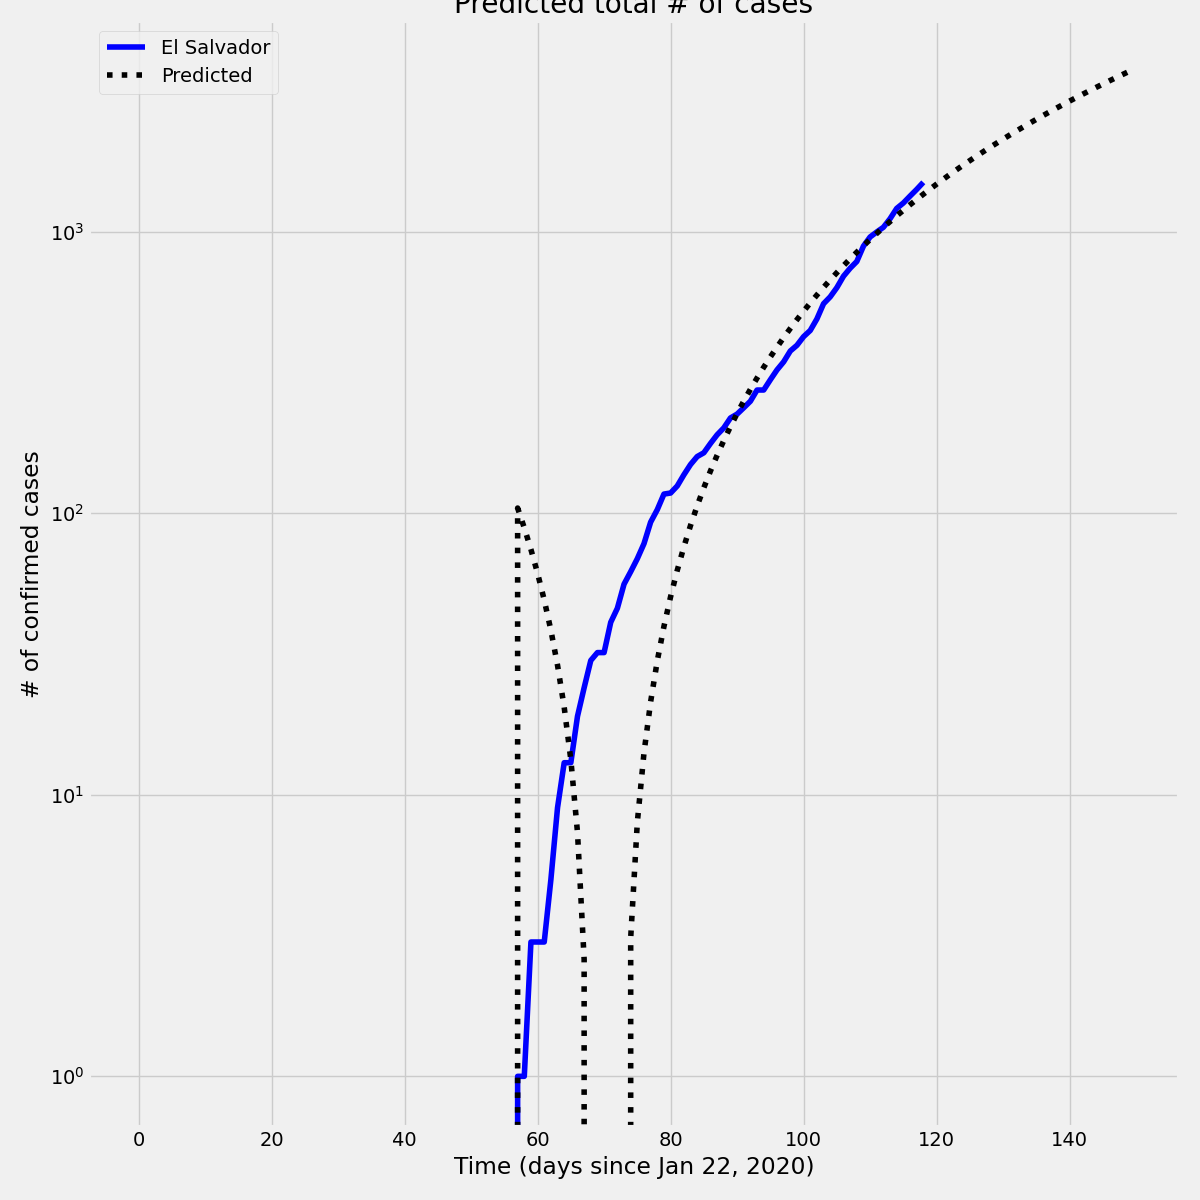 Predicted total # of cases
El Salvador
Predicted
10³
10²
10¹
10⁰
# of confirmed cases
0 20 40 60 80 100 120 140
Time (days since Jan 22, 2020)